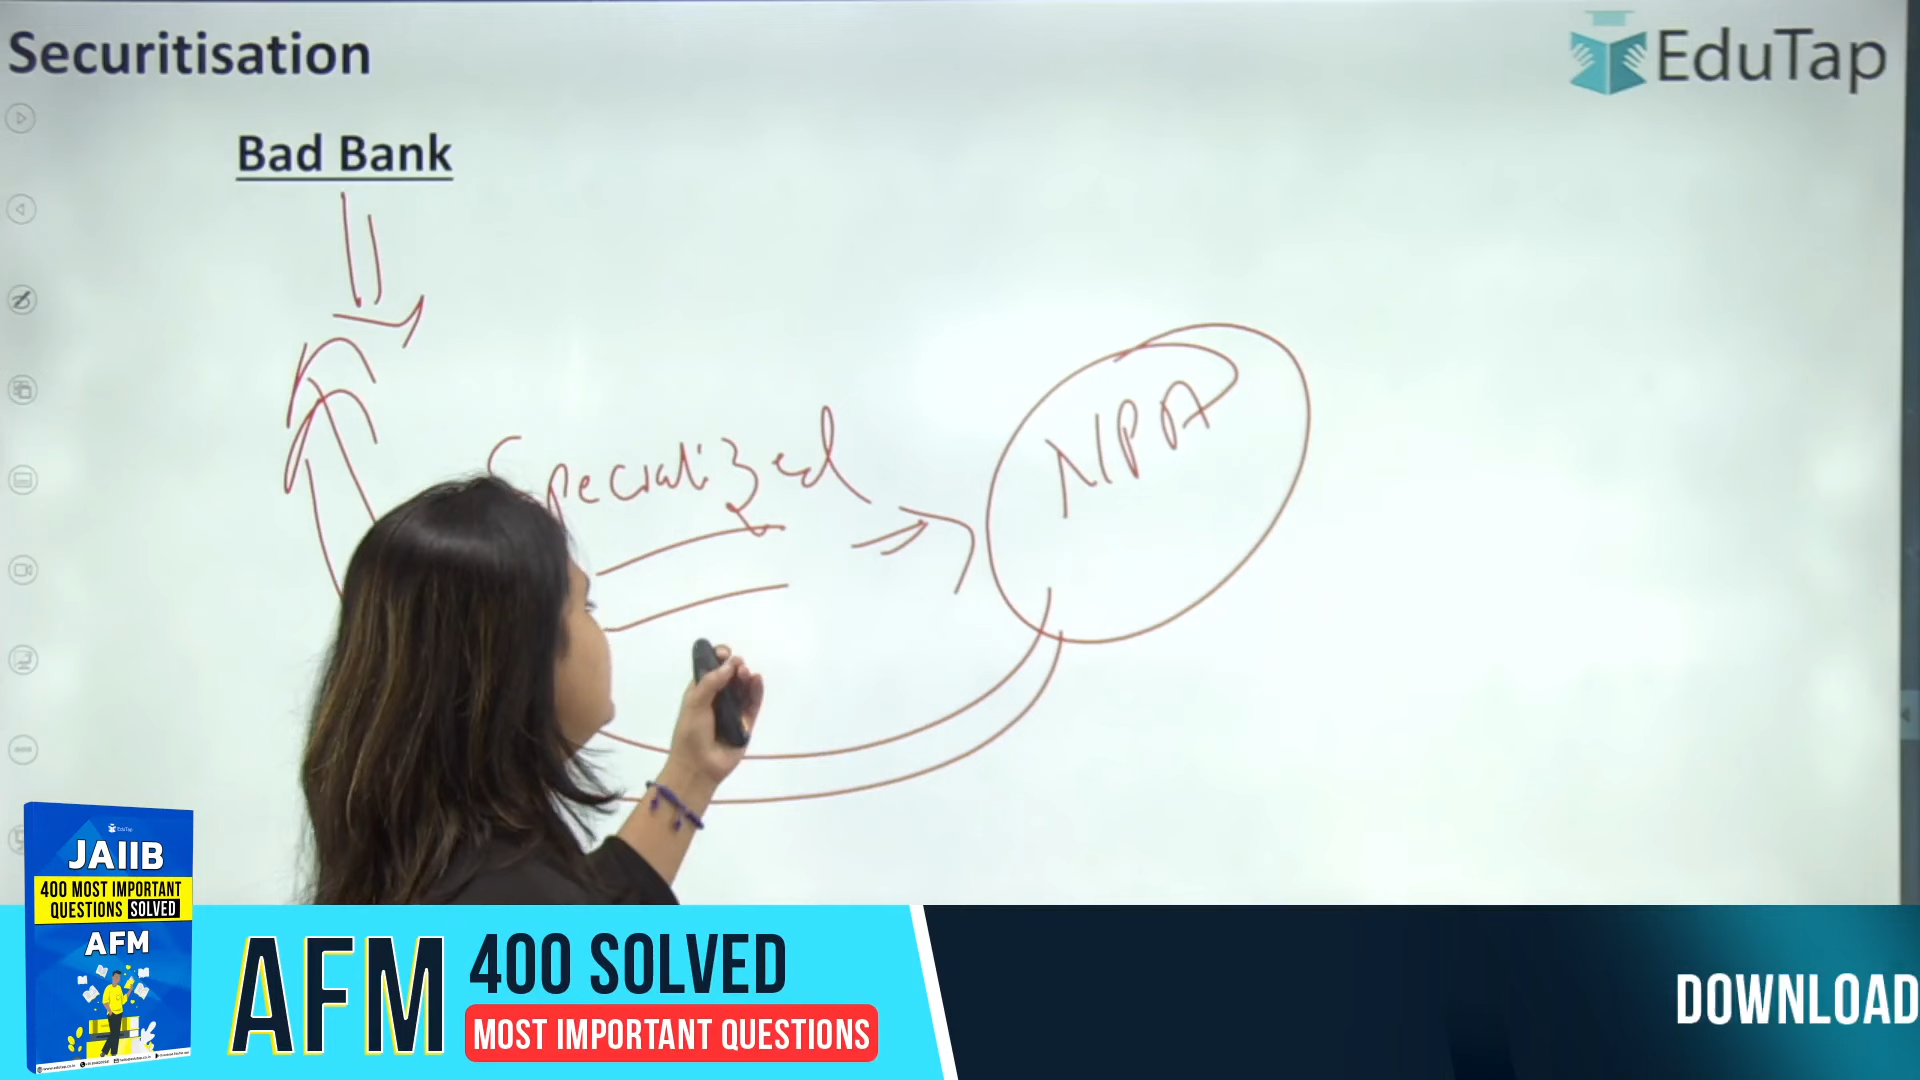 Securitisation
EduTap
Bad Bank
Specialized
NPA
EduTap
JAIIB
400 MOST IMPORTANT
QUESTIONS SOLVED
AFM
AFM
400 SOLVED
MOST IMPORTANT QUESTIONS
DOWNLOAD